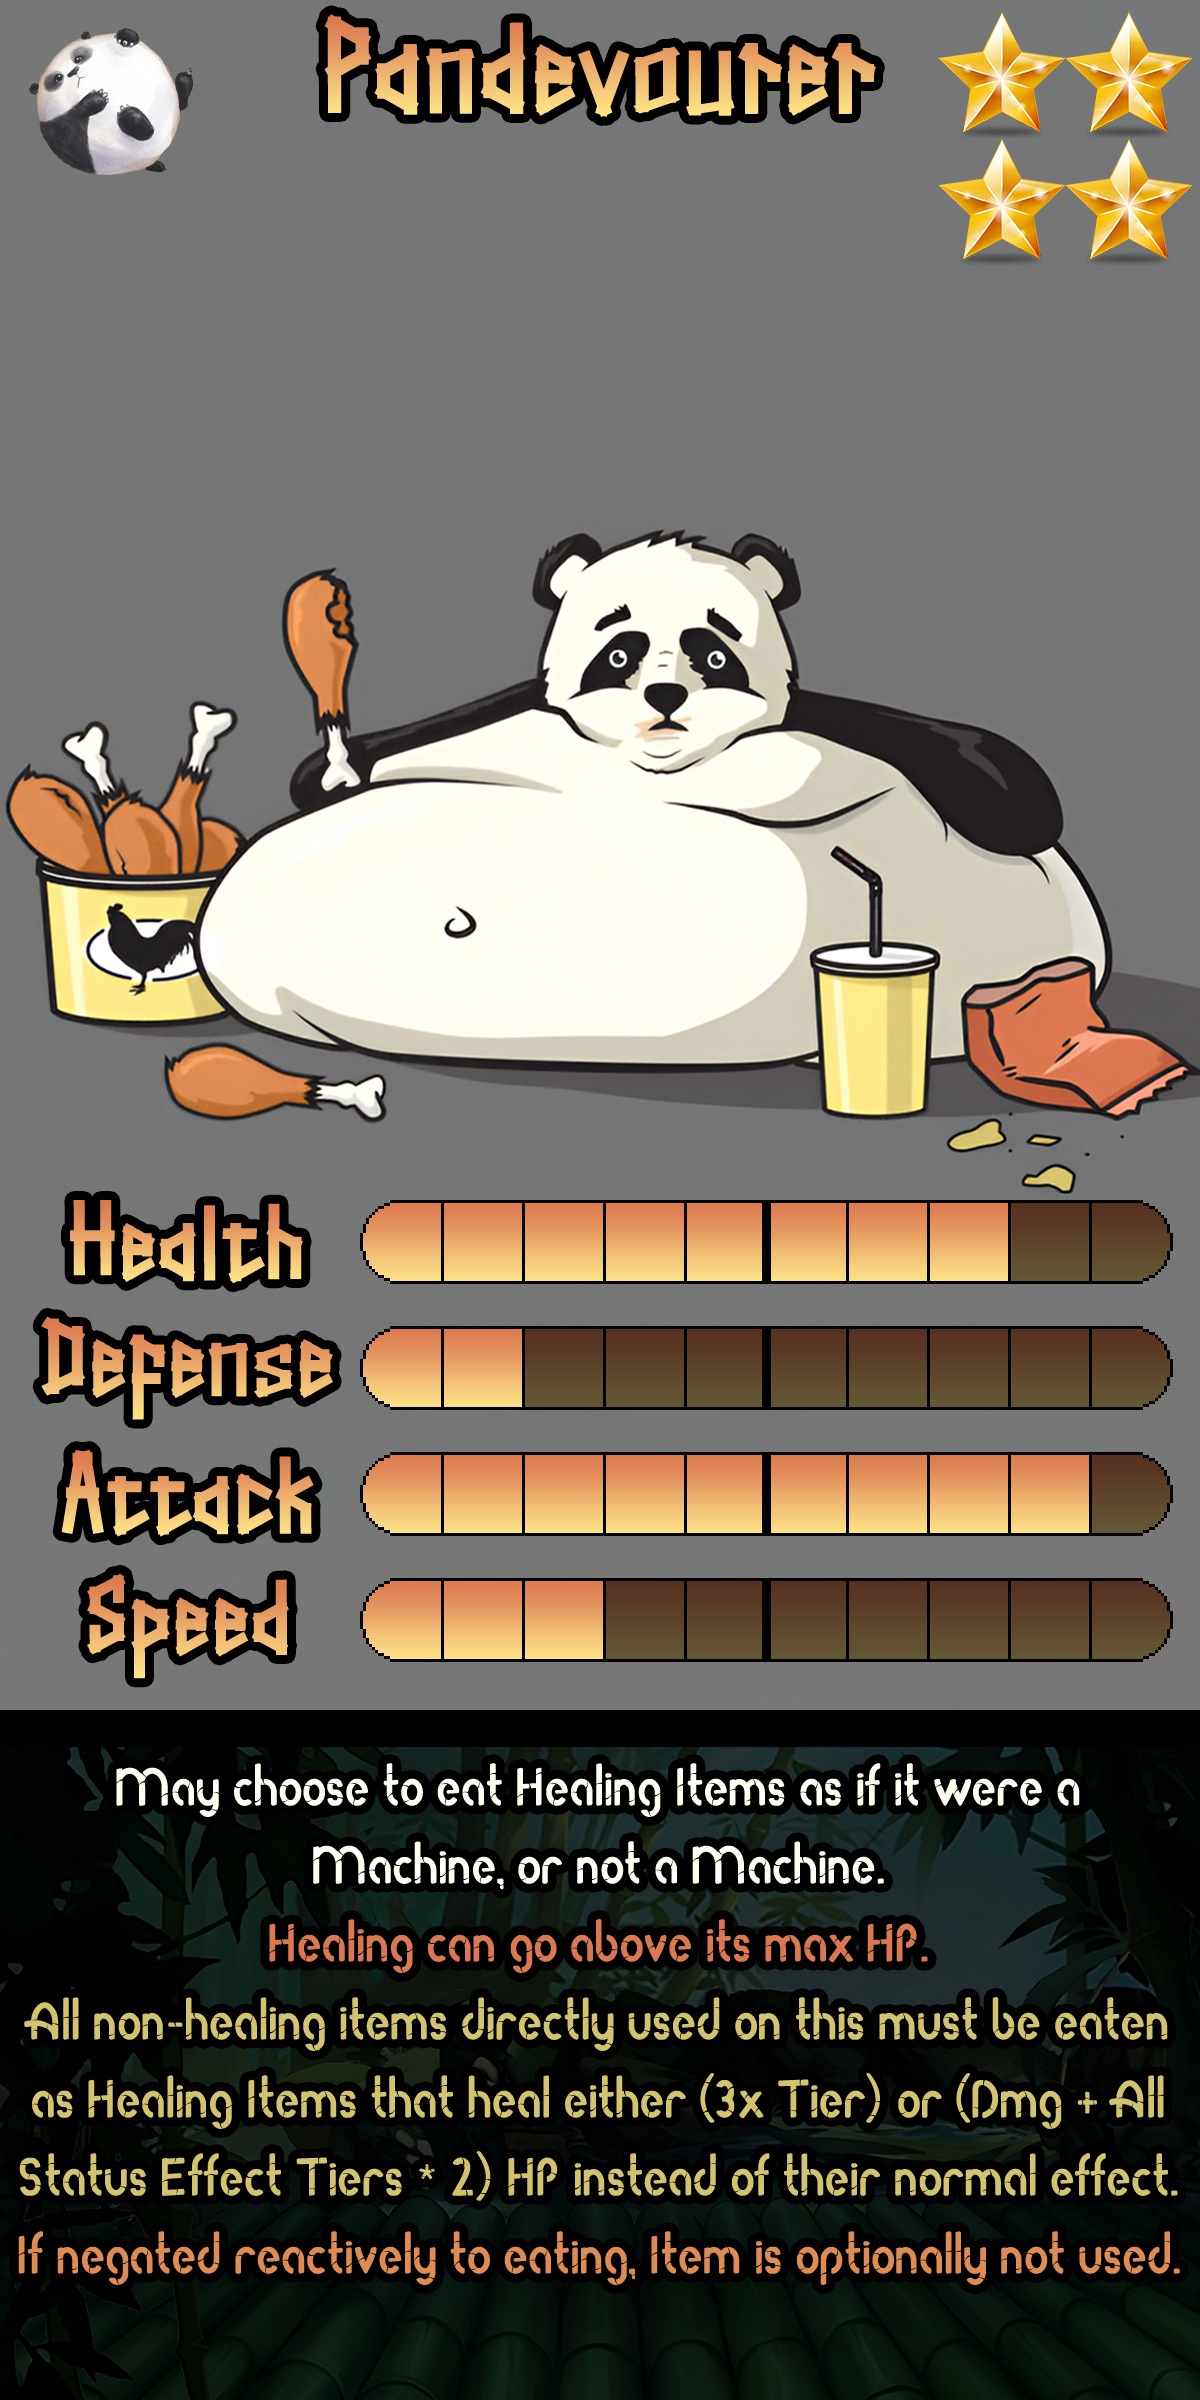 Pandevourer
Health
Defense
Attack
Speed
May choose to eat Healing Items as if it were a
Machine, or not a Machine.
Healing can go above its max HP.
All non-healing items directly used on this must be eaten
as Healing Items that heal either (3x Tier) or (Dmg + All
Status Effect Tiers * 2) HP instead of their normal effect.
If negated reactively to eating, Item is optionally not used.